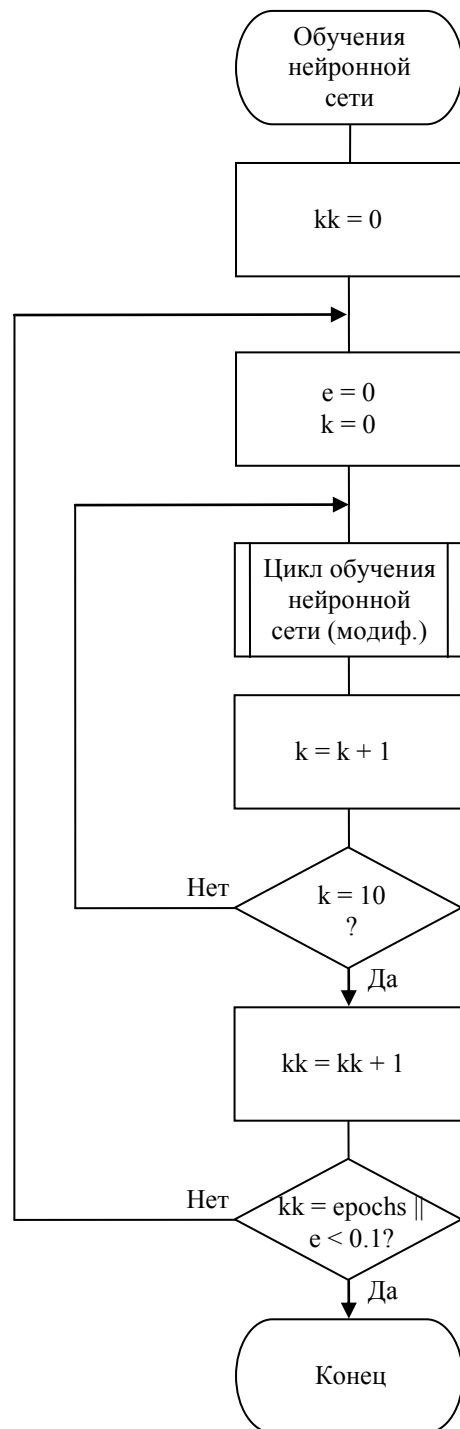 Обучения
нейронной
сети
kk = 0
e = 0
k = 0
Цикл обучения
нейронной
сети (модиф.)
k = k + 1
Нет
k = 10
?
Да
kk = kk + 1
Нет
kk = epochs ||
e < 0.1?
Да
Конец